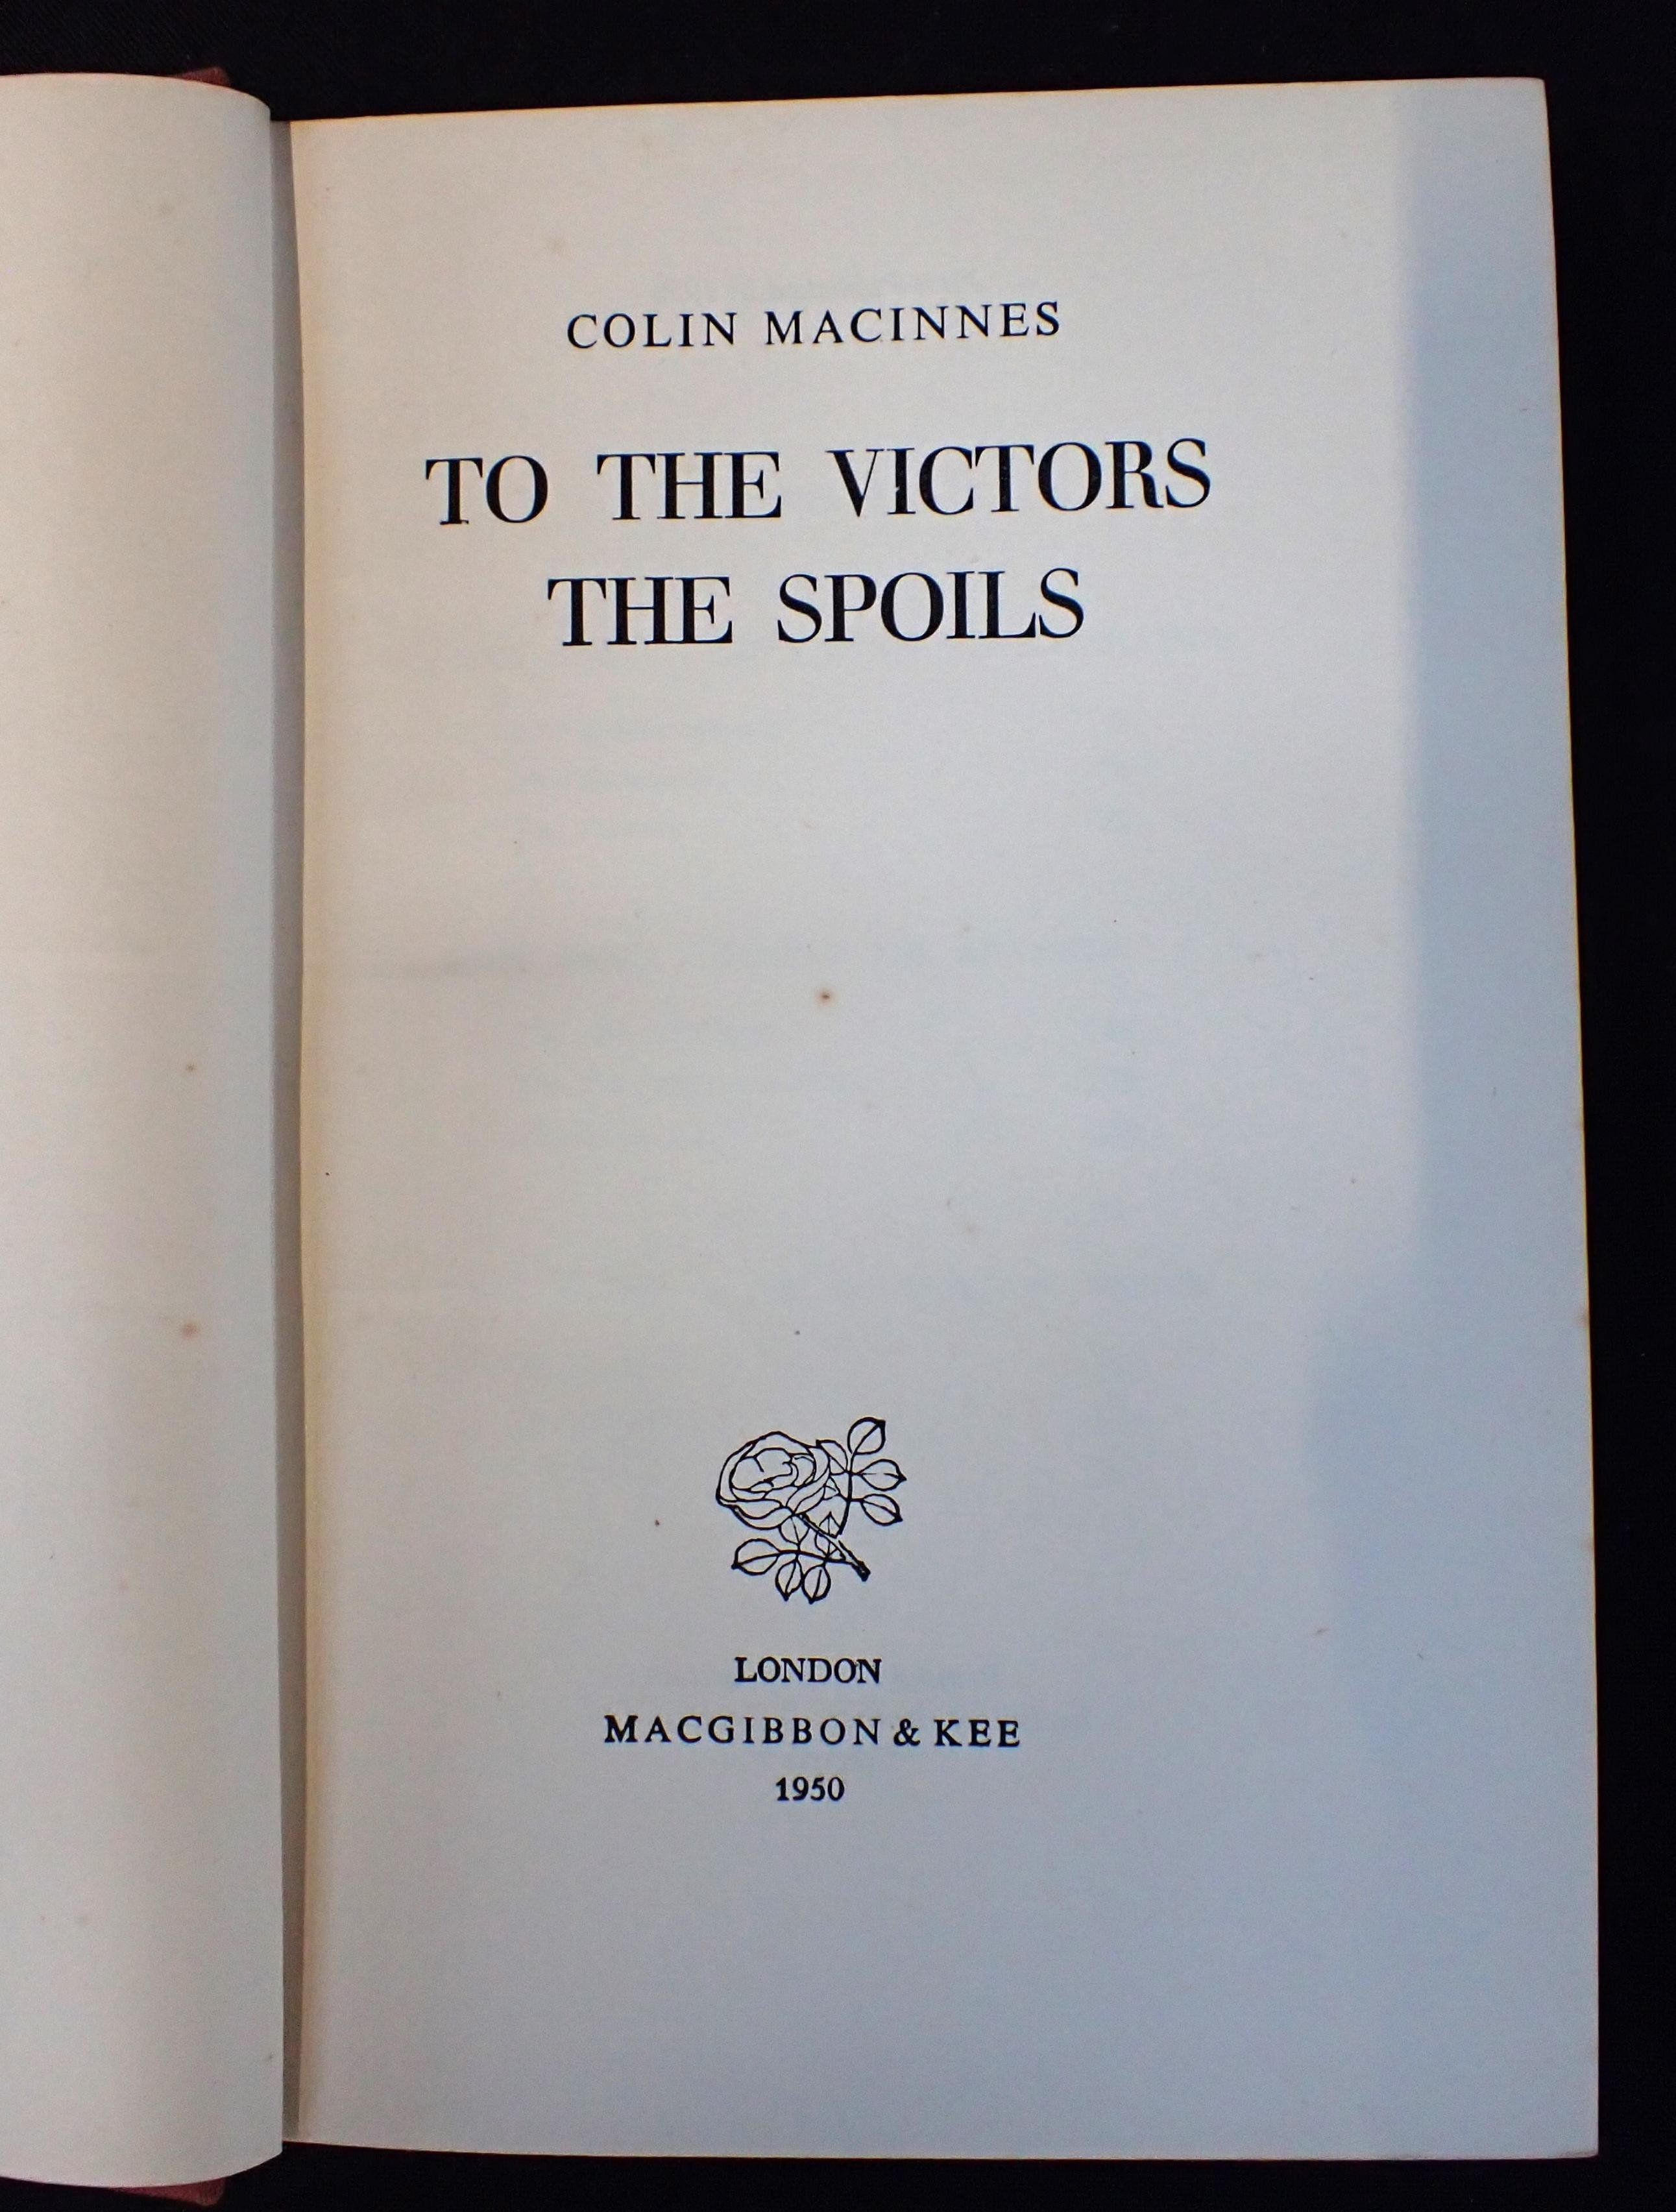 COLIN MACINNES
TO THE VICTORS
THE SPOILS
LONDON
MACGIBBON & KEE
1950